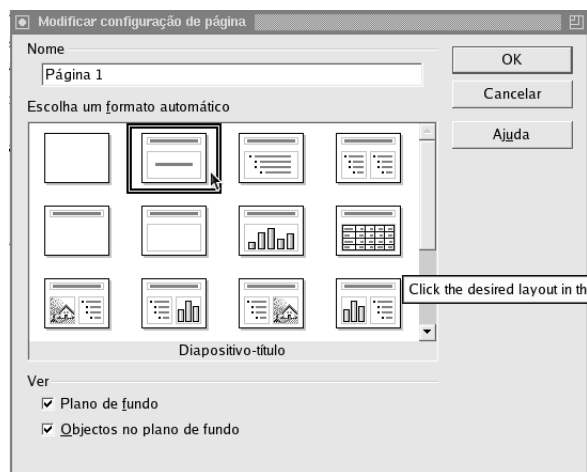 Modificar configuração de página
Nome
Página 1
Escolha um formato automático
OK
Cancelar
Ajuda
Click the desired layout in th
Diapositivo-título
Ver
Plano de fundo
Objectos no plano de fundo